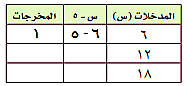 المدخلات (س) س - ٥ المخرجات
٦ ٦ - ٥ ١
١٢
١٨